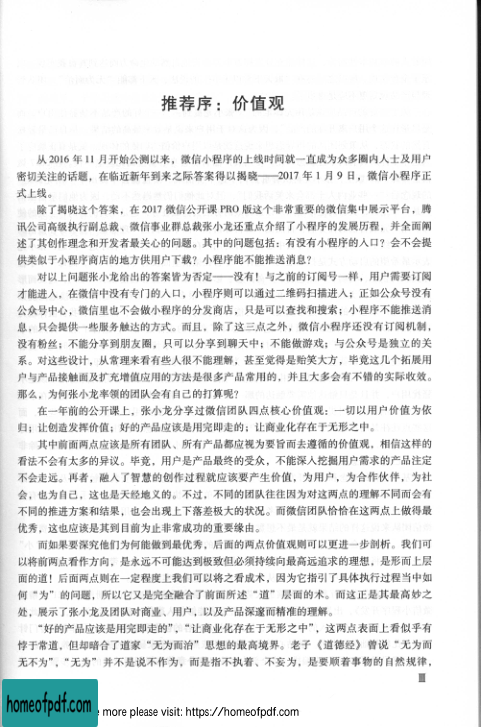 推荐序：价值观
从 2016 年 11 月开始公测以来，微信小程序的上线时间就一直成为众多圈内人士及用户
密切关注的话题，在临近新年到来之际答案得以揭晓——2017 年 1 月 9 日，微信小程序正
式上线。
除了揭晓这个答案，在 2017 微信公开课 PRO 版这个非常重要的微信集中展示平台，腾
讯公司高级执行副总裁、微信事业群总裁张小龙还重点介绍了小程序的发展历程，并全面阐
述了其创作理念和开发者最关心的问题。其中的问题包括：有没有小程序的入口？会不会提
供类似于小程序商店的地方供用户下载？小程序能不能推送消息？
对以上问题张小龙给出的答案皆为否定——没有！与之前的订阅号一样，用户需要订阅
才能进入，在微信中没有专门的入口，小程序则可以通过二维码扫描进入；正如公众号没有
公众号中心，微信里也不会做小程序的分发商店，只是可以查找和搜索；小程序不能推送消
息，只会提供一些服务触达的方式。而且，除了这三点之外，微信小程序还没有订阅机制，
没有粉丝；不能分享到朋友圈，只可以分享到聊天中；不能做游戏；与公众号是独立的关
系。对这些设计，从常理来看有些人很不能理解，甚至觉得是贻笑大方，毕竟这几个拓展用
户与产品接触面及扩充增值应用的方法是很多产品常用的，并且大多会有不错的实际收效。
那么，为何张小龙率领的团队会有自己的打算呢？
在一年前的公开课上，张小龙分享过微信团队四点核心价值观：一切以用户价值为依
归；让创造发挥价值；好的产品应该是用完即走的；让商业化存在于无形之中。
其中前面两点应该是所有团队、所有产品都应视为要旨而去遵循的价值观，相信这样的
看法不会有太多的异议。毕竟，用户是产品最终的受众，不能深入挖掘用户需求的产品注定
不会走远。再者，融入了智慧的创作过程就应该要产生价值，为用户，为合作伙伴，为社
会，也为自己，这也是天经地义的。不过，不同的团队往往因为对这两点的理解不同而会有
不同的推进方案和结果，也会出现上下落差极大的状况。而微信团队恰恰在这两点上做得最
优秀，这也应该是其到目前为止非常成功的重要缘由。
而如果要深究他们为何能做到最优秀，后面的两点价值观则可以更进一步剖析。我们可
以将前两点看作方向，是永远不可能达到极致但必须持续向最高远追求的理想，是形而上层
面的道！后面两点则在一定程度上我们可以将之看成术，因为它指引了具体执行过程当中如
何“为”的问题，所以它又是完全融合了前面所述“道”层面的术。而这正是其最高妙之
处，展示了张小龙及团队对商业、用户，以及产品深邃而精准的理解。
“好的产品应该是用完即走的”，“让商业化存在于无形之中”，这两点表面上看似乎有
悖于常道，但却暗合了道家“无为而治”思想的最高境界。老子《道德经》曾说“无为而
无不为”，“无为”并不是说不作为，而是指不执着、不妄为，是要顺着事物的自然规律，
III
homeofpdf.com
e more please visit: https://homeofpdf.com